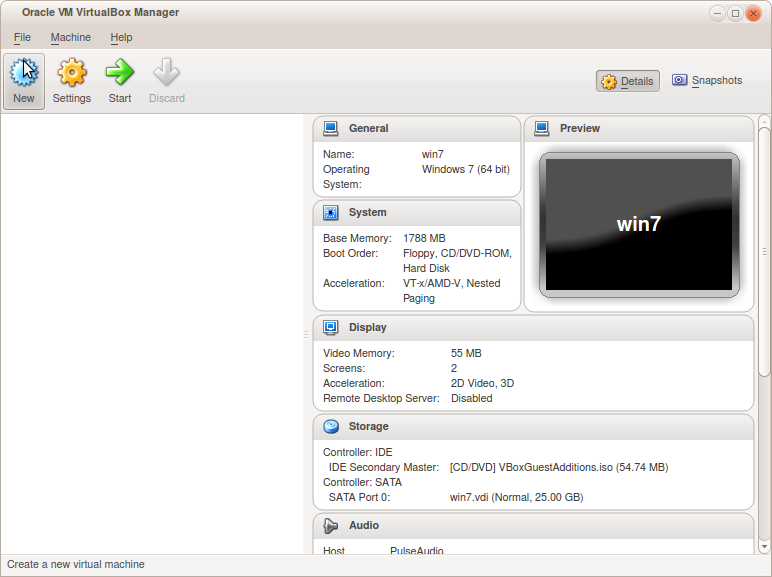 Oracle VM VirtualBox Manager
File Machine Help
New Settings Start Discard
Details Snapshots
General
Name: win7
Operating System: Windows 7 (64 bit)
System
Base Memory: 1788 MB
Boot Order: Floppy, CD/DVD-ROM,
Hard Disk
Acceleration: VT-x/AMD-V, Nested
Paging
Preview
win7
Display
Video Memory: 55 MB
Screens: 2
Acceleration: 2D Video, 3D
Remote Desktop Server: Disabled
Storage
Controller: IDE
IDE Secondary Master: [CD/DVD] VBoxGuestAdditions.iso (54.74 MB)
Controller: SATA
SATA Port 0: win7.vdi (Normal, 25.00 GB)
Audio
Host PulseAudio
Create a new virtual machine